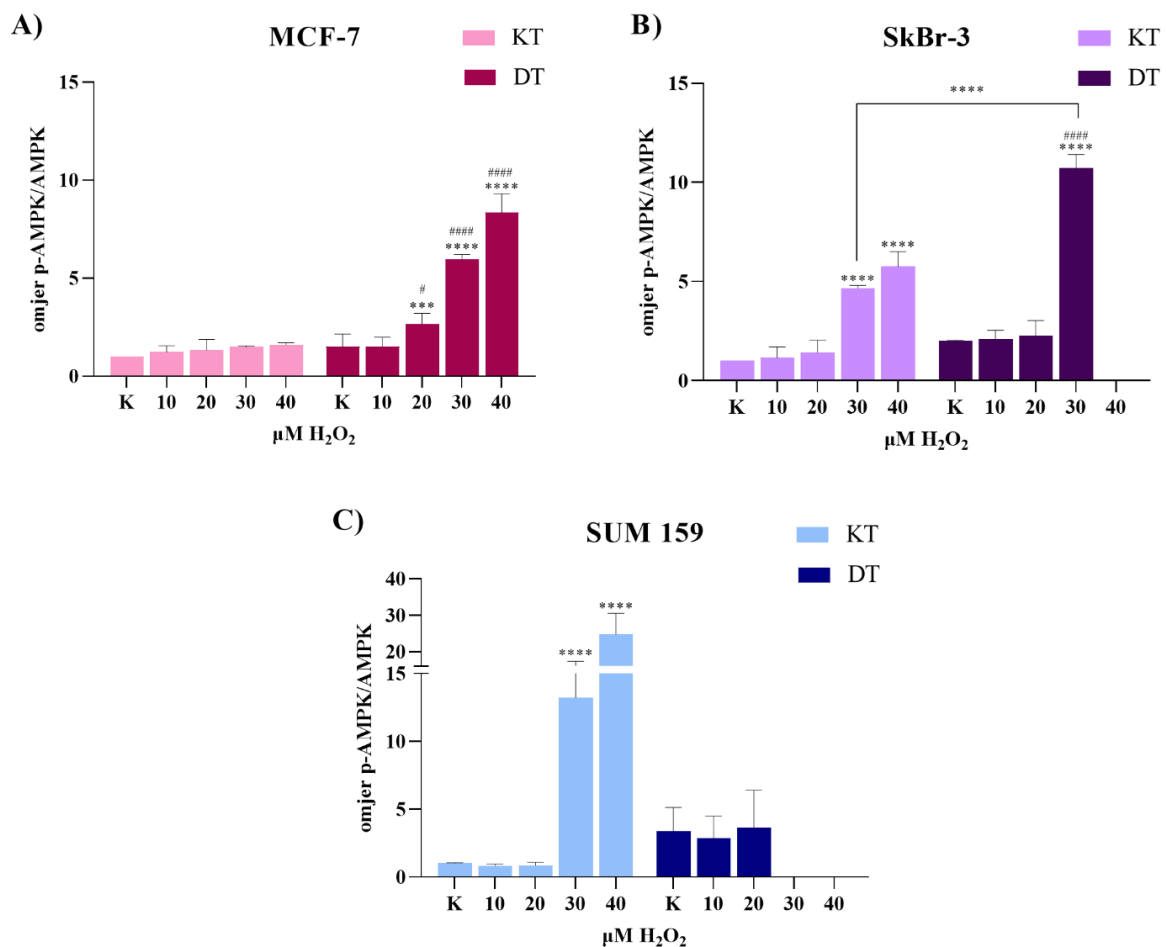 A)
MCF-7
KT
DT
omjer p-AMPK/AMPK
15
10
5
0
#
***
####
****
####
****
K 10 20 30 40 K 10 20 30 40
µM H₂O₂
B)
SkBr-3
KT
DT
omjer p-AMPK/AMPK
15
10
5
0
****
****
****
####
****
K 10 20 30 40 K 10 20 30 40
µM H₂O₂
C)
SUM 159
KT
DT
omjer p-AMPK/AMPK
40
30
20
15
10
5
0
****
****
K 10 20 30 40 K 10 20 30 40
µM H₂O₂